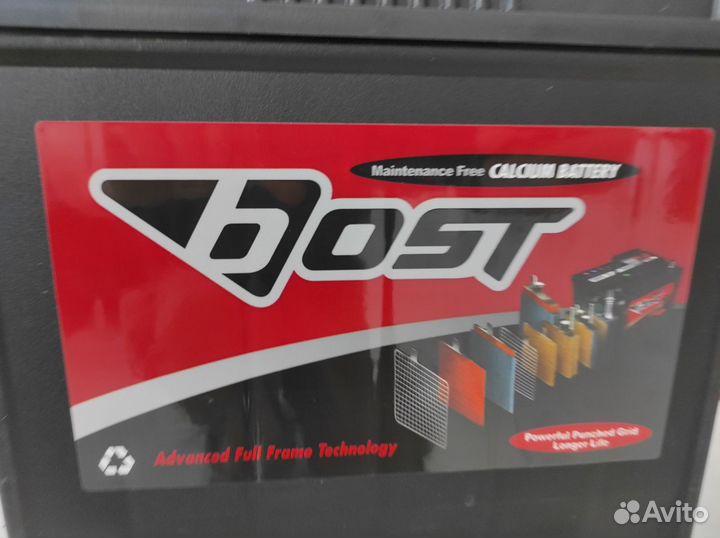 Maintenance Free CALCIUM BATTERY
bOST
Powerful Punched Grid
Longer Life
Advanced Full Frame Technology
Avito